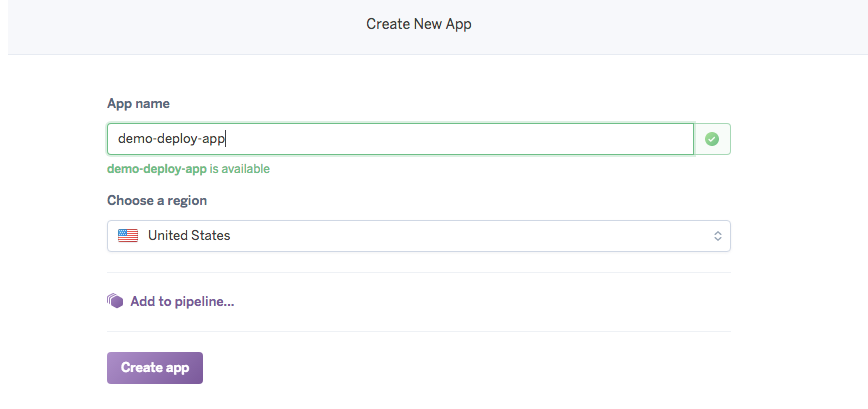 Create New App
App name
demo-deploy-app
demo-deploy-app is available
Choose a region
United States
Add to pipeline...
Create app